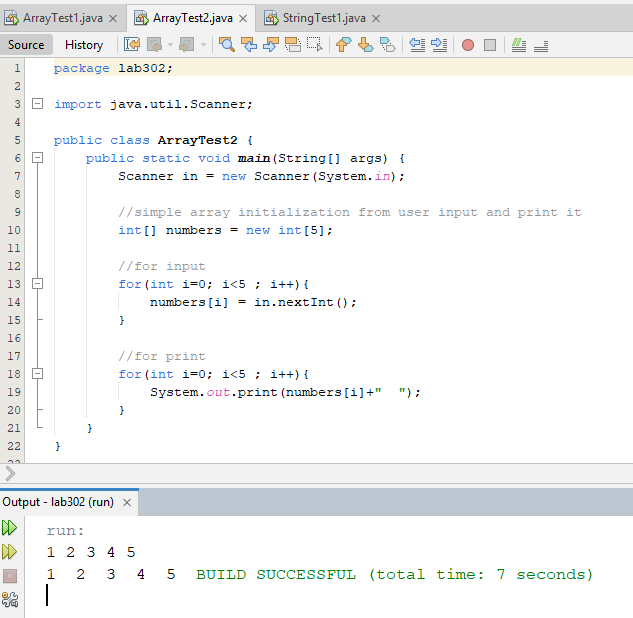 ArrayTest1.java × ArrayTest2.java × StringTest1.java ×
Source History
1 package lab302;
2
3 import java.util.Scanner;
4
5 public class ArrayTest2 {
6 public static void main(String[] args) {
7 Scanner in = new Scanner(System.in);
8
9 //simple array initialization from user input and print it
10 int[] numbers = new int[5];
11
12 //for input
13 for(int i=0; i<5 ; i++){
14 numbers[i] = in.nextInt();
15 }
16
17 //for print
18 for(int i=0; i<5 ; i++){
19 System.out.print(numbers[i]+"  ");
20 }
21 }
22 }
23
Output - lab302 (run) ×
run:
1 2 3 4 5
1  2  3  4  5  BUILD SUCCESSFUL (total time: 7 seconds)